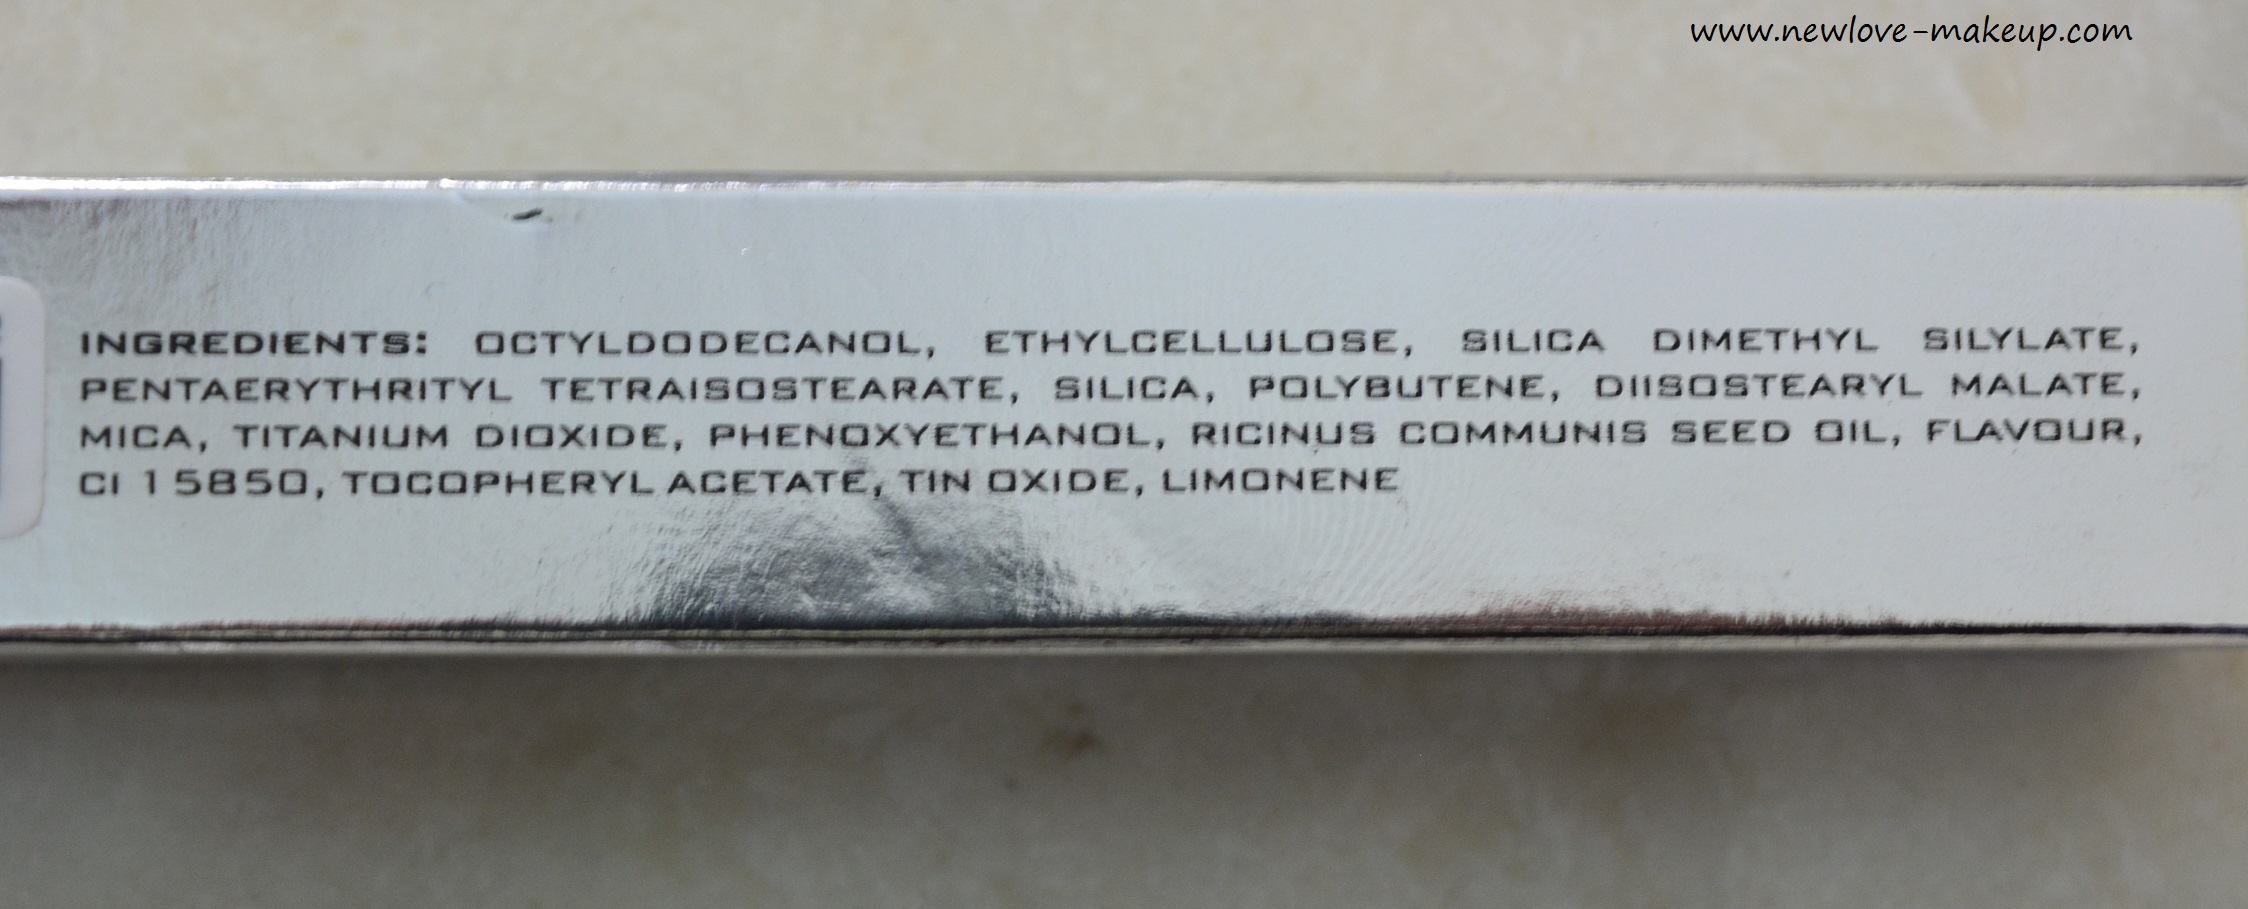 www.newlove-makeup.com
INGREDIENTS: OCTYLDODECANOL, ETHYLCELLULOSE, SILICA DIMETHYL SILYLATE,
PENTAERYTHRITYL TETRAISOSTEARATE, SILICA, POLYBUTENE, DIISOSTEARYL MALATE,
MICA, TITANIUM DIOXIDE, PHENOXYETHANOL, RICINUS COMMUNIS SEED OIL, FLAVOUR,
CI 15850, TOCOPHERYL ACETATE, TIN OXIDE, LIMONENE